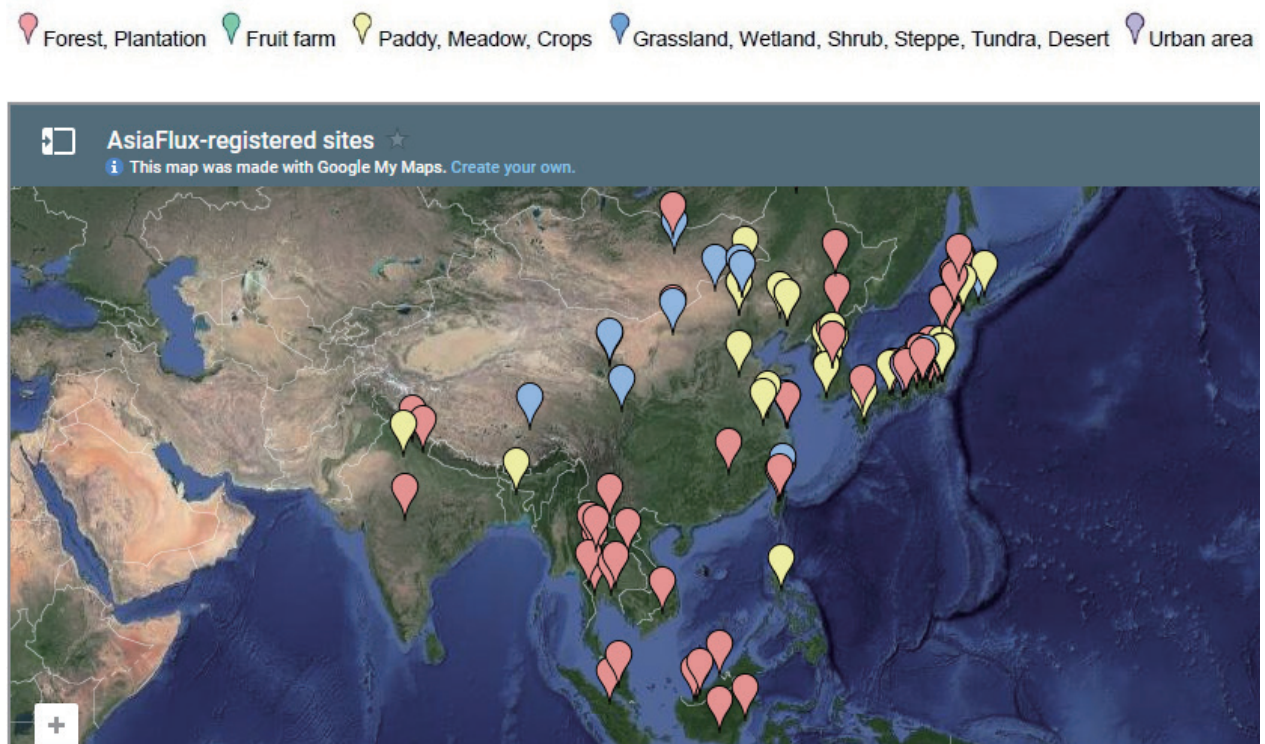 Forest, Plantation Fruit farm Paddy, Meadow, Crops Grassland, Wetland, Shrub, Steppe, Tundra, Desert Urban area
AsiaFlux-registered sites
This map was made with Google My Maps. Create your own.